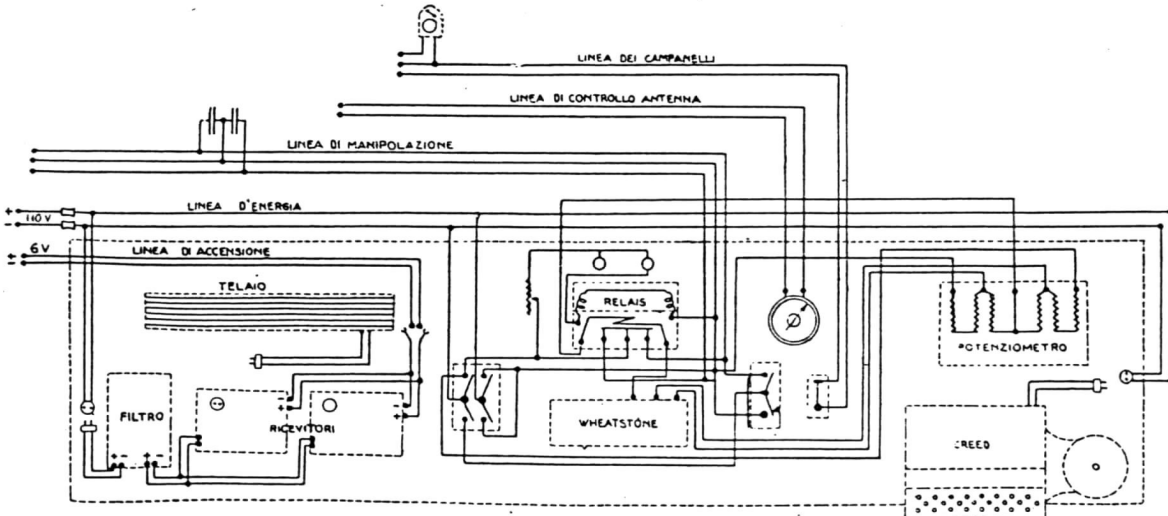 LINEA DEI CAMPANELLI
LINEA DI CONTROLLO ANTENNA
LINEA DI MANIPOLAZIONE
+ 110 V
−
LINEA D'ENERGIA
+ 6 V
−
LINEA DI ACCENSIONE
TELAIO
RELAIS
POTENZIOMETRO
FILTRO
RICEVITORI
WHEATSTONE
CREED
+ − + −
+
+